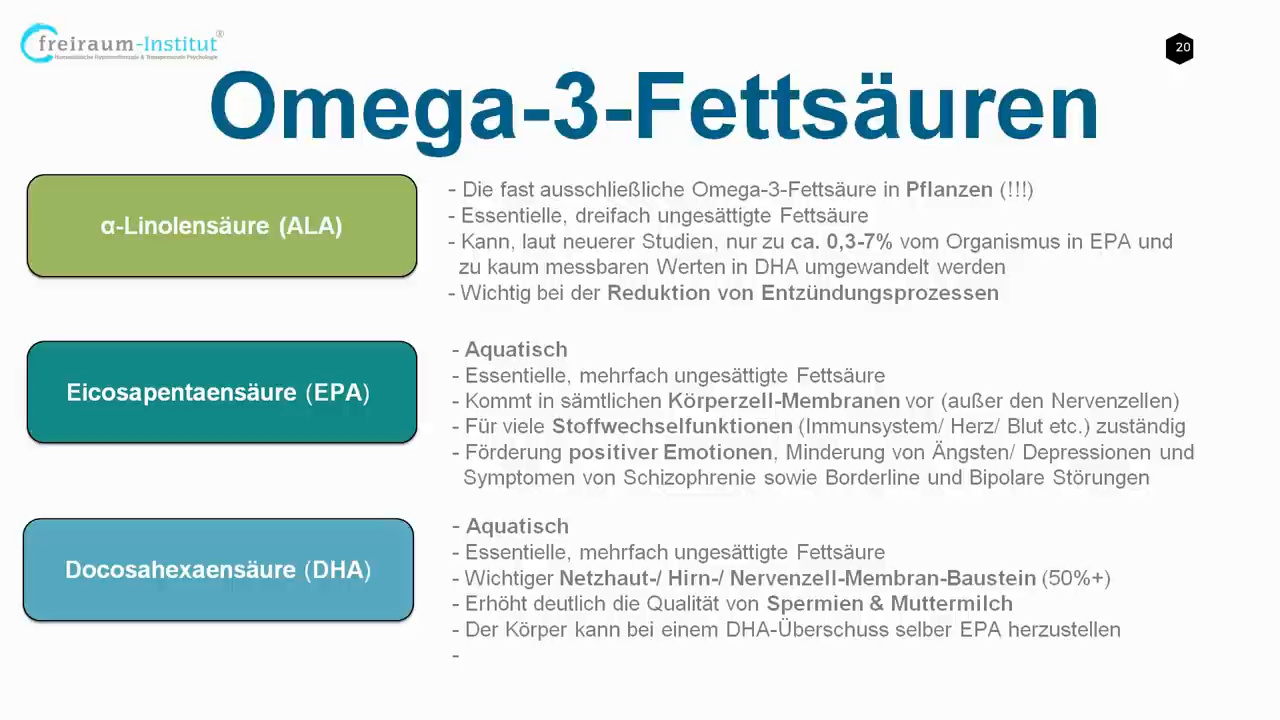 freiraum-Institut®
Humanistische Hypnosetherapie & Transpersonale Psychologie
20
Omega-3-Fettsäuren
α-Linolensäure (ALA)
- Die fast ausschließliche Omega-3-Fettsäure in Pflanzen (!!!)
- Essentielle, dreifach ungesättigte Fettsäure
- Kann, laut neuerer Studien, nur zu ca. 0,3-7% vom Organismus in EPA und
zu kaum messbaren Werten in DHA umgewandelt werden
- Wichtig bei der Reduktion von Entzündungsprozessen
Eicosapentaensäure (EPA)
- Aquatisch
- Essentielle, mehrfach ungesättigte Fettsäure
- Kommt in sämtlichen Körperzell-Membranen vor (außer den Nervenzellen)
- Für viele Stoffwechselfunktionen (Immunsystem/ Herz/ Blut etc.) zuständig
- Förderung positiver Emotionen, Minderung von Ängsten/ Depressionen und
Symptomen von Schizophrenie sowie Borderline und Bipolare Störungen
Docosahexaensäure (DHA)
- Aquatisch
- Essentielle, mehrfach ungesättigte Fettsäure
- Wichtiger Netzhaut-/ Hirn-/ Nervenzell-Membran-Baustein (50%+)
- Erhöht deutlich die Qualität von Spermien & Muttermilch
- Der Körper kann bei einem DHA-Überschuss selber EPA herzustellen
-